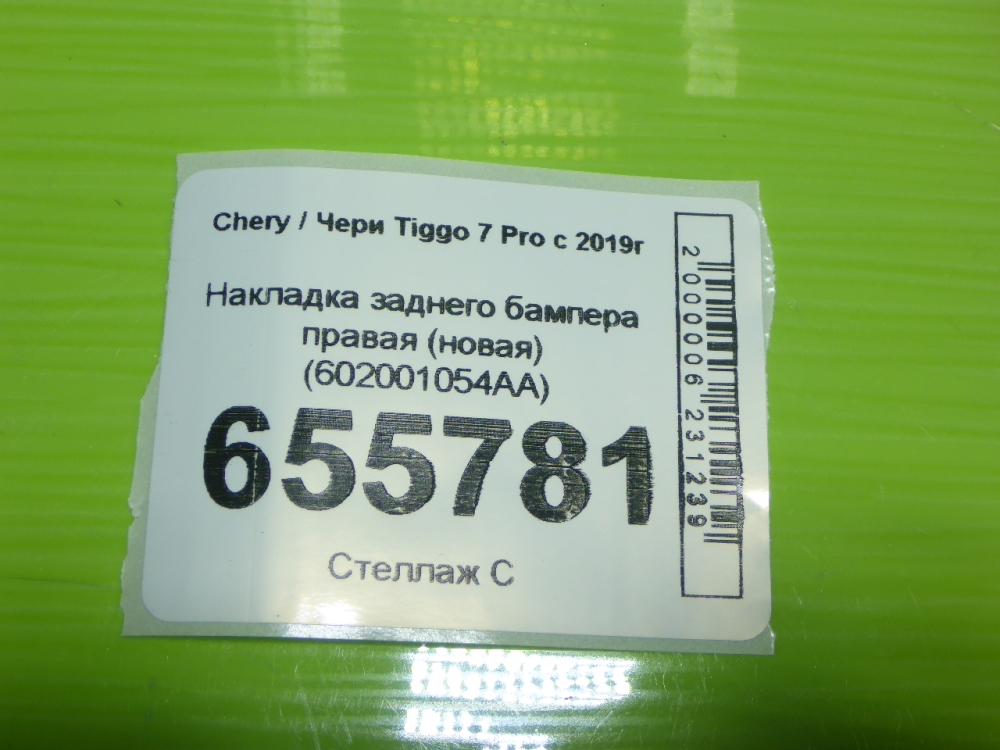 Chery / Чери Tiggo 7 Pro с 2019г
Накладка заднего бампера
правая (новая)
(602001054AA)
655781
Стеллаж С
2000006231239